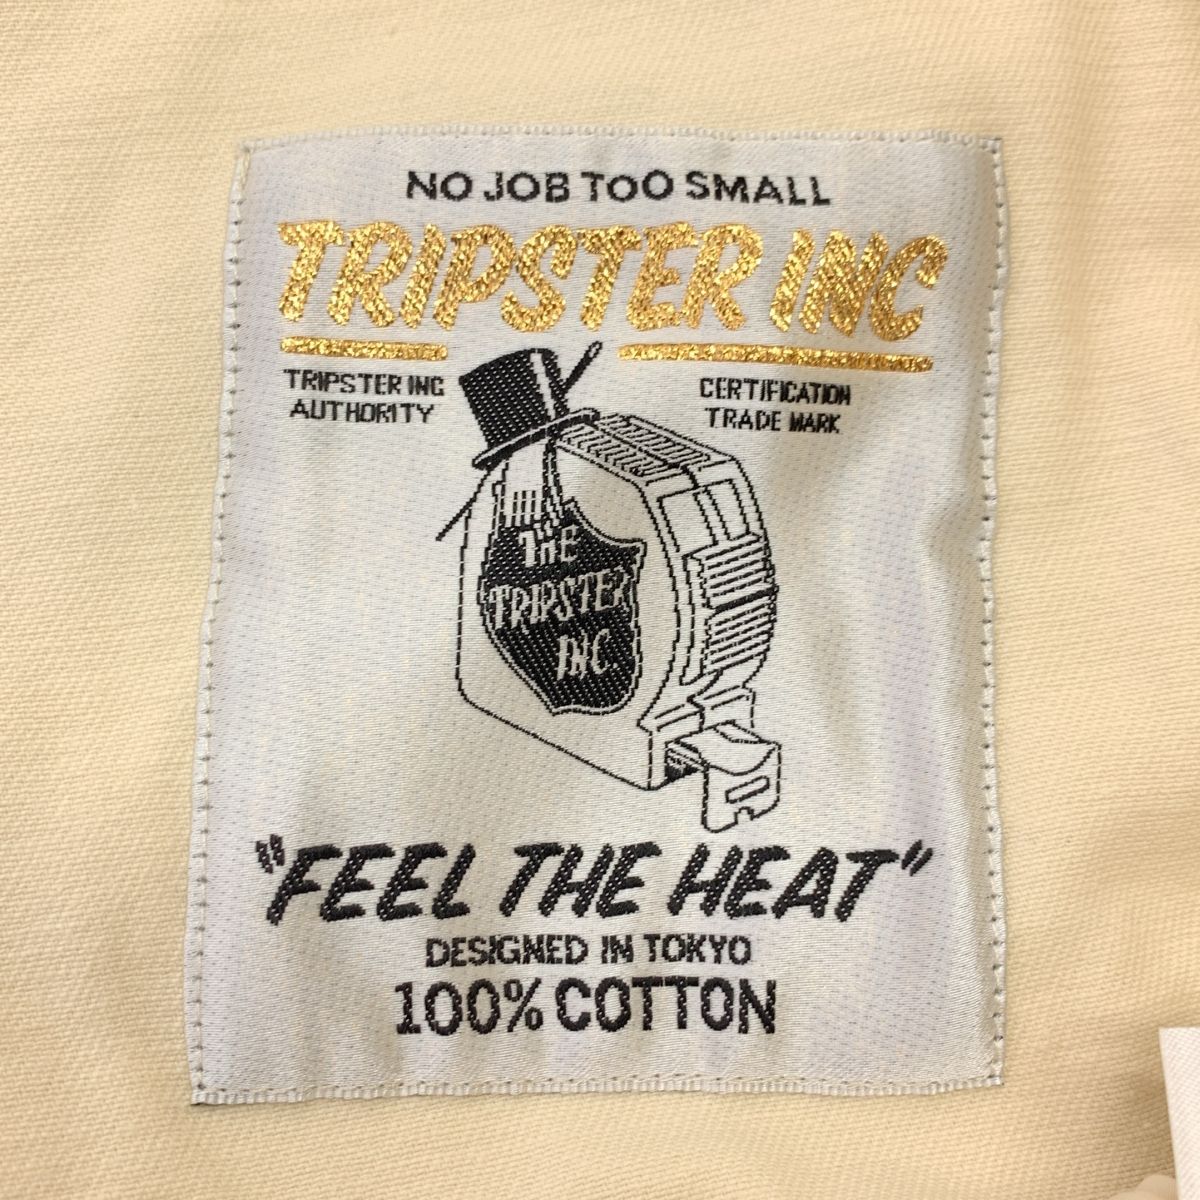 NO JOB TOO SMALL
TRIPSTER INC
TRIPSTER INC
AUTHORITY
CERTIFICATION
TRADE MARK
THE
TRIPSTER
INC.
"FEEL THE HEAT"
DESIGNED IN TOKYO
100% COTTON